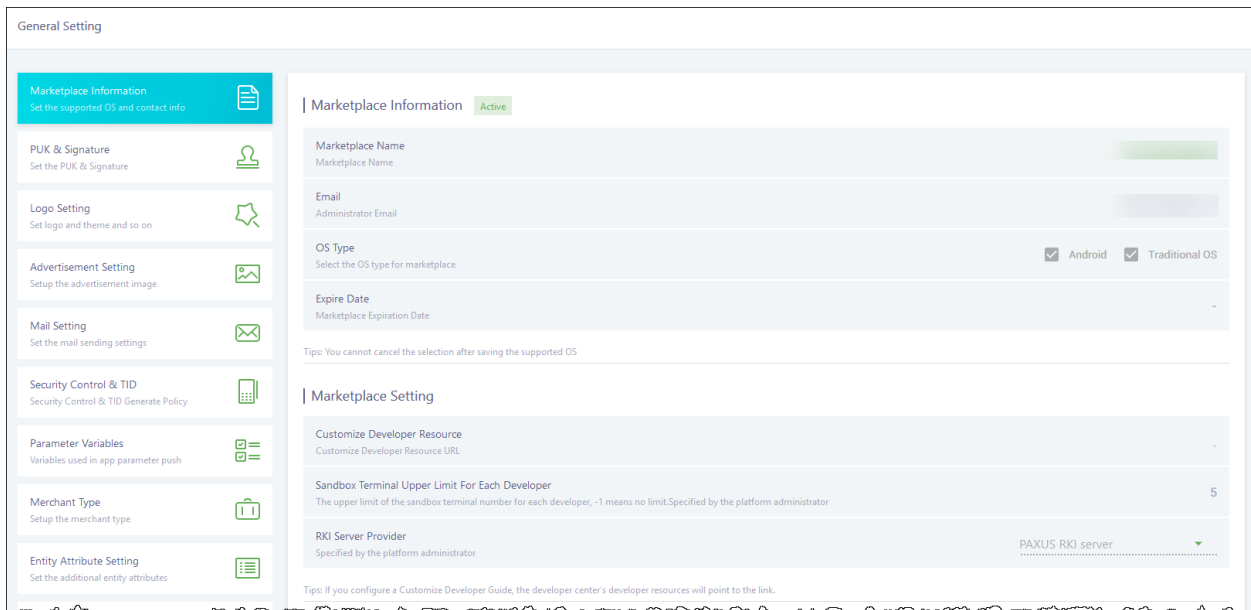 General Setting
Marketplace Information
Set the supported OS and contact info
PUK & Signature
Set the PUK & Signature
Logo Setting
Set logo and theme and so on
Advertisement Setting
Setup the advertisement image
Mail Setting
Set the mail sending settings
Security Control & TID
Security Control & TID Generate Policy
Parameter Variables
Variables used in app parameter push
Merchant Type
Setup the merchant type
Entity Attribute Setting
Set the additional entity attributes
Marketplace Information Active
Marketplace Name
Marketplace Name
Email
Administrator Email
OS Type
Select the OS type for marketplace
Android Traditional OS
Expire Date
Marketplace Expiration Date
-
Tips: You cannot cancel the selection after saving the supported OS
Marketplace Setting
Customize Developer Resource
Customize Developer Resource URL
-
Sandbox Terminal Upper Limit For Each Developer
The upper limit of the sandbox terminal number for each developer, -1 means no limit.Specified by the platform administrator
5
RKI Server Provider
Specified by the platform administrator
PAXUS RKI server
Tips: If you configure a Customize Developer Guide, the developer center's developer resources will point to the link.